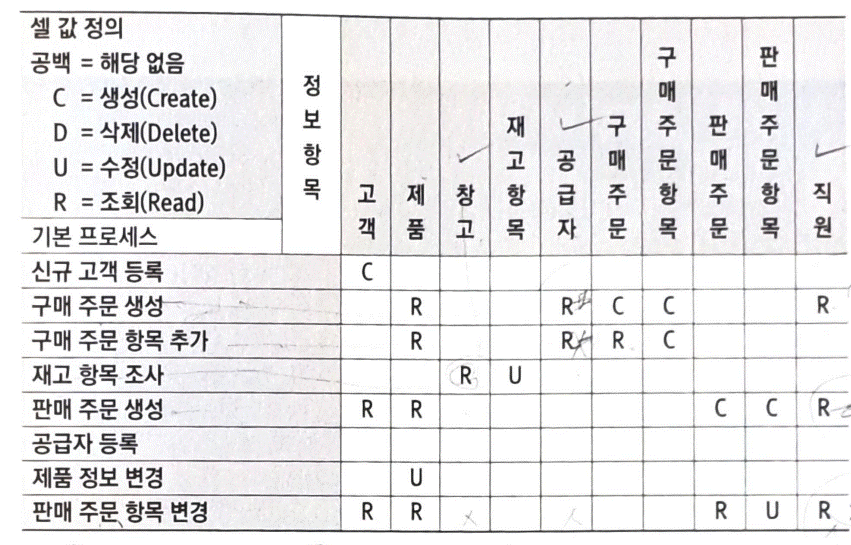 셀 값 정의
공백 = 해당 없음
C = 생성(Create)
D = 삭제(Delete)
U = 수정(Update)
R = 조회(Read)
기본 프로세스
정보항목
고객
제품
창고
재고항목
공급자
구매주문
구매주문항목
판매주문
판매주문항목
직원
신규 고객 등록 C
구매 주문 생성 R R C C R
구매 주문 항목 추가 R R R C
재고 항목 조사 R U
판매 주문 생성 R R C C R
공급자 등록
제품 정보 변경 U
판매 주문 항목 변경 R R R U R